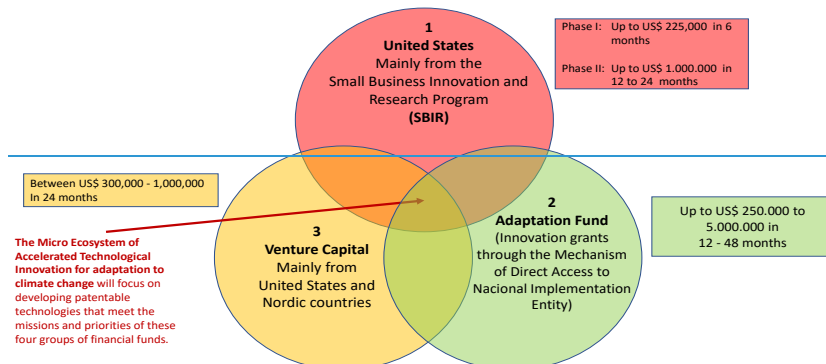 1
United States
Mainly from the
Small Business Innovation and
Research Program
(SBIR)
Phase I: Up to US$ 225,000 in 6
months
Phase II: Up to US$ 1.000.000 in
12 to 24 months
Between US$ 300,000 - 1,000,000
In 24 months
2
Adaptation Fund
(Innovation grants
through the Mechanism
of Direct Access to
Nacional Implementation
Entity)
Up to US$ 250.000 to
5.000.000 in
12 - 48 months
3
Venture Capital
Mainly from
United States and
Nordic countries
The Micro Ecosystem of
Accelerated Technological
Innovation for adaptation to
climate change will focus on
developing patentable
technologies that meet the
missions and priorities of these
four groups of financial funds.